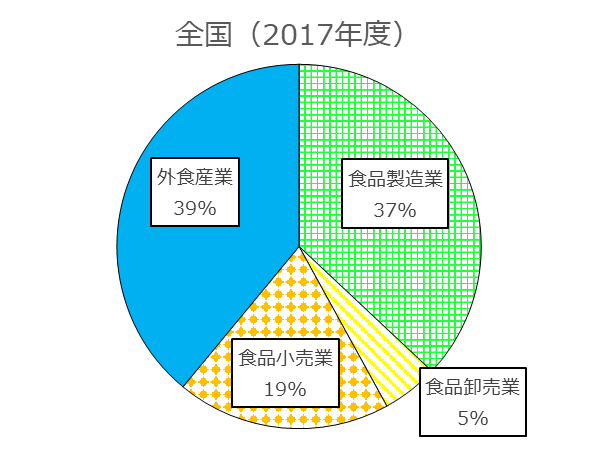 全国（2017年度）
外食産業
39%
食品製造業
37%
食品小売業
19%
食品卸売業
5%